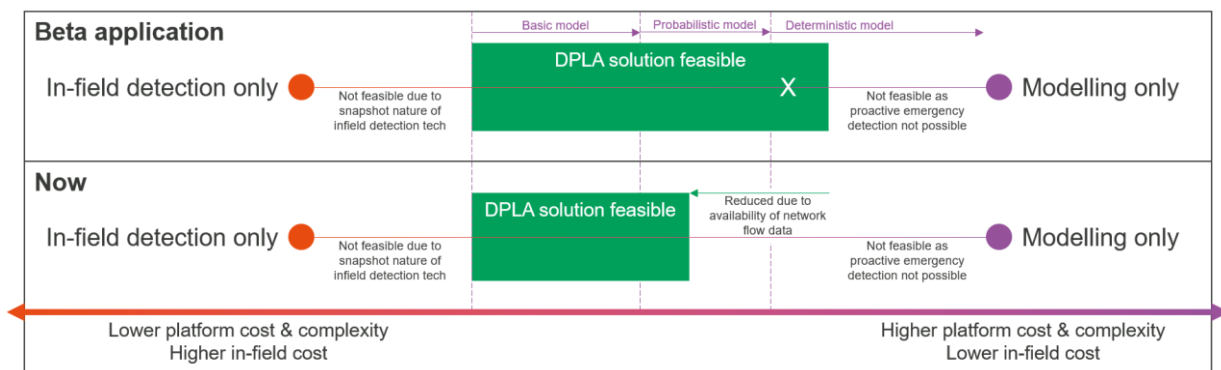 Beta application
Basic model
Probabilistic model
Deterministic model
DPLA solution feasible
In-field detection only
X
Modelling only
Not feasible due to
snapshot nature of
infield detection tech
Not feasible as
proactive emergency
detection not possible
Now
DPLA solution feasible
Reduced due to
availability of network
flow data
In-field detection only
Modelling only
Not feasible due to
snapshot nature of
infield detection tech
Not feasible as
proactive emergency
detection not possible
Lower platform cost & complexity
Higher in-field cost
Higher platform cost & complexity
Lower in-field cost